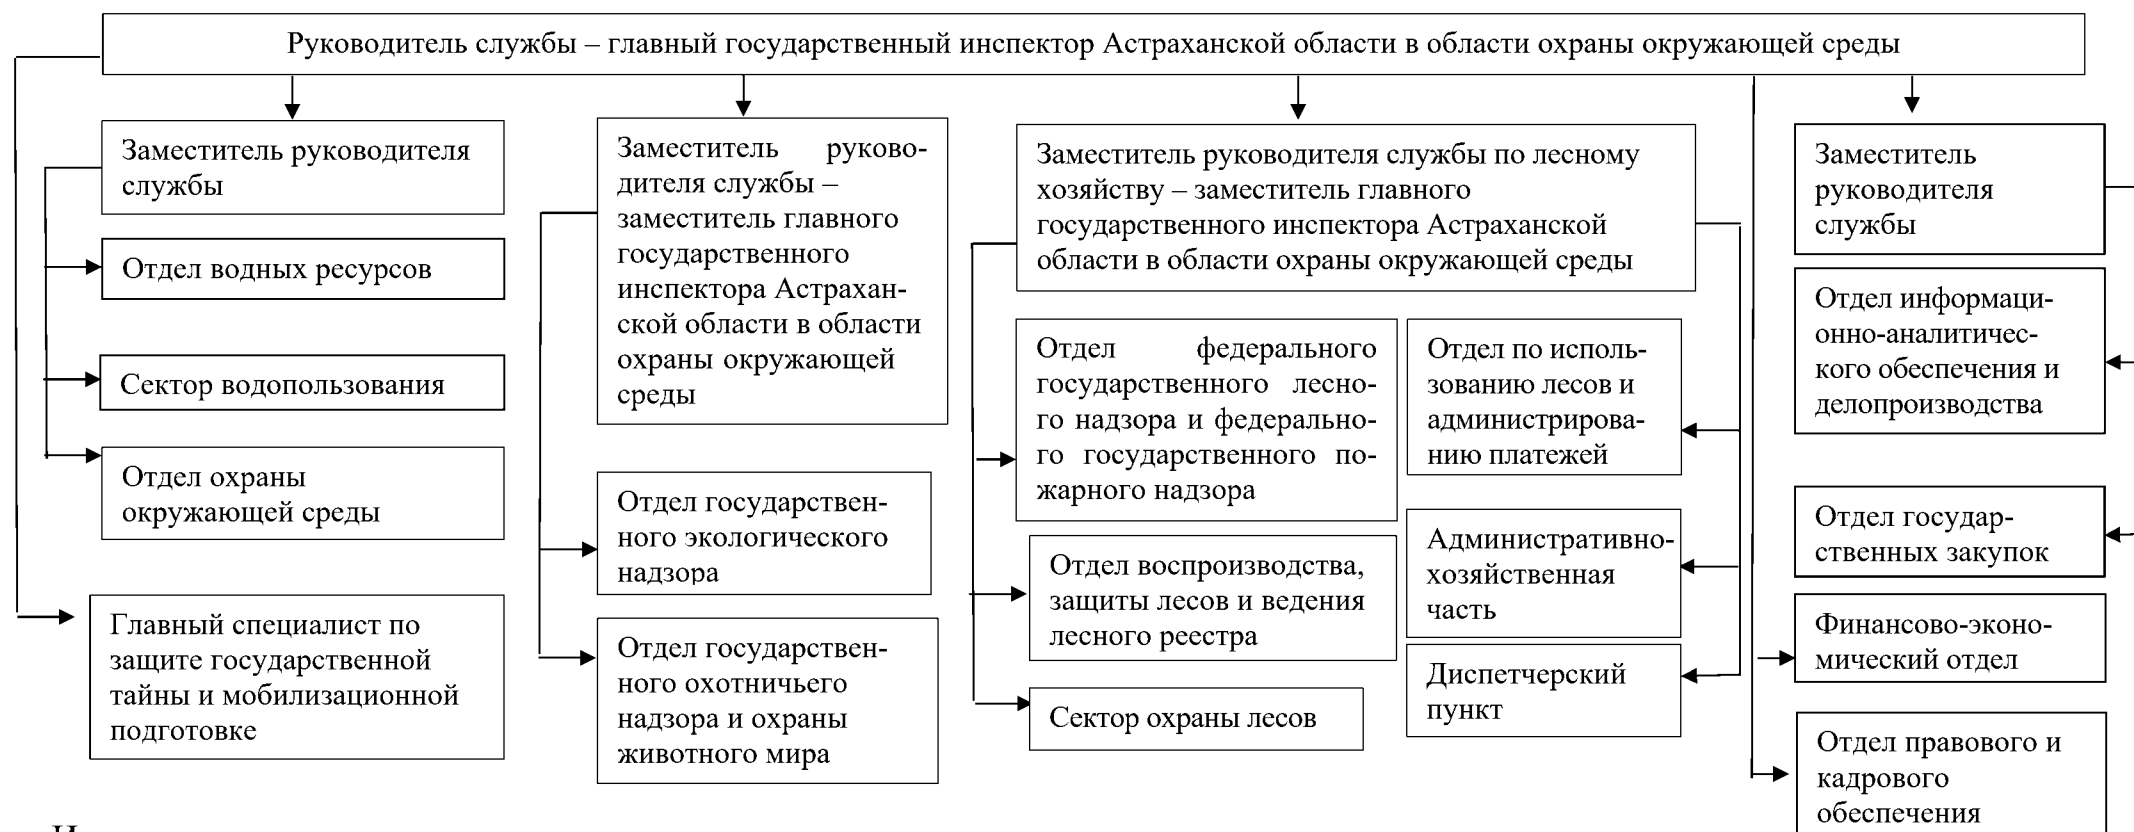 Руководитель службы – главный государственный инспектор Астраханской области в области охраны окружающей среды
Заместитель руководителя
службы
Отдел водных ресурсов
Сектор водопользования
Отдел охраны
окружающей среды
Главный специалист по
защите государственной
тайны и мобилизационной
подготовке
Заместитель руково-
дителя службы –
заместитель главного
государственного
инспектора Астрахан-
ской области в области
охраны окружающей
среды
Отдел государствен-
ного экологического
надзора
Отдел государствен-
ного охотничьего
надзора и охраны
животного мира
Заместитель руководителя службы по лесному
хозяйству – заместитель главного
государственного инспектора Астраханской
области в области охраны окружающей среды
Отдел федерального
государственного лесно-
го надзора и федерально-
го государственного по-
жарного надзора
Отдел воспроизводства,
защиты лесов и ведения
лесного реестра
Сектор охраны лесов
Отдел по исполь-
зованию лесов и
администрирова-
нию платежей
Административно-
хозяйственная
часть
Диспетчерский
пункт
Заместитель
руководителя
службы
Отдел информаци-
онно-аналитичес-
кого обеспечения и
делопроизводства
Отдел государ-
ственных закупок
Финансово-эконо-
мический отдел
Отдел правового и
кадрового
обеспечения